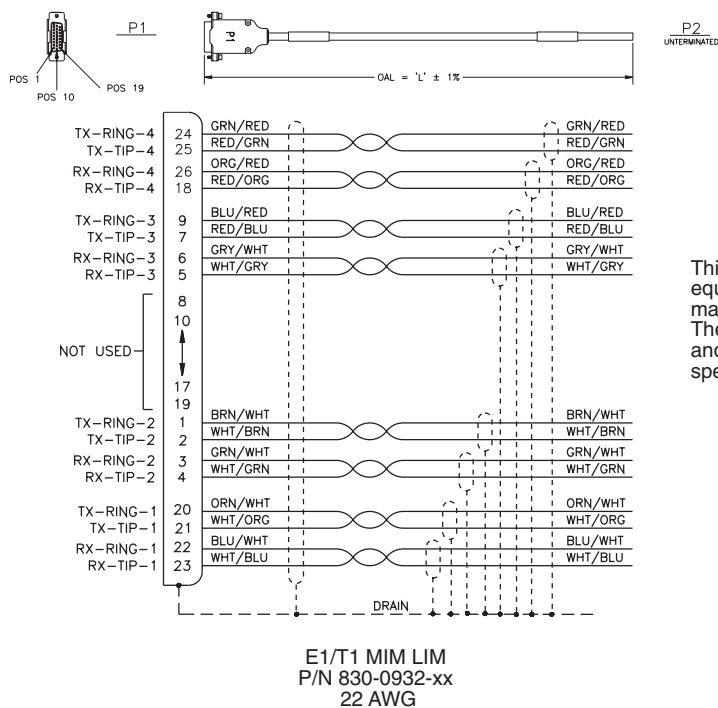 P1
P1
P2
UNTERMINATED
POS 1
POS 10
POS 19
OAL = 'L' ± 1%
TX-RING-4 24 GRN/RED GRN/RED
TX-TIP-4 25 RED/GRN RED/GRN
RX-RING-4 26 ORG/RED ORG/RED
RX-TIP-4 18 RED/ORG RED/ORG
TX-RING-3 9 BLU/RED BLU/RED
TX-TIP-3 7 RED/BLU RED/BLU
RX-RING-3 6 GRY/WHT GRY/WHT
RX-TIP-3 5 WHT/GRY WHT/GRY
8
10
NOT USED
17
19
TX-RING-2 1 BRN/WHT BRN/WHT
TX-TIP-2 2 WHT/BRN WHT/BRN
RX-RING-2 3 GRN/WHT GRN/WHT
RX-TIP-2 4 WHT/GRN WHT/GRN
TX-RING-1 20 ORN/WHT ORN/WHT
TX-TIP-1 21 WHT/ORG WHT/ORG
RX-RING-1 22 BLU/WHT BLU/WHT
RX-TIP-1 23 WHT/BLU WHT/BLU
DRAIN
E1/T1 MIM LIM
P/N 830-0932-xx
22 AWG
Thi
equ
ma
The
and
spe